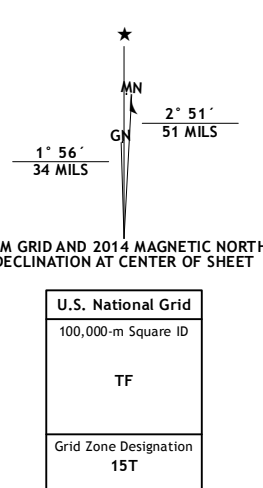 ★
MN
GN
2° 51´
51 MILS
1° 56´
34 MILS
M GRID AND 2014 MAGNETIC NORTH
DECLINATION AT CENTER OF SHEET
U.S. National Grid
100,000-m Square ID
TF
Grid Zone Designation
15T